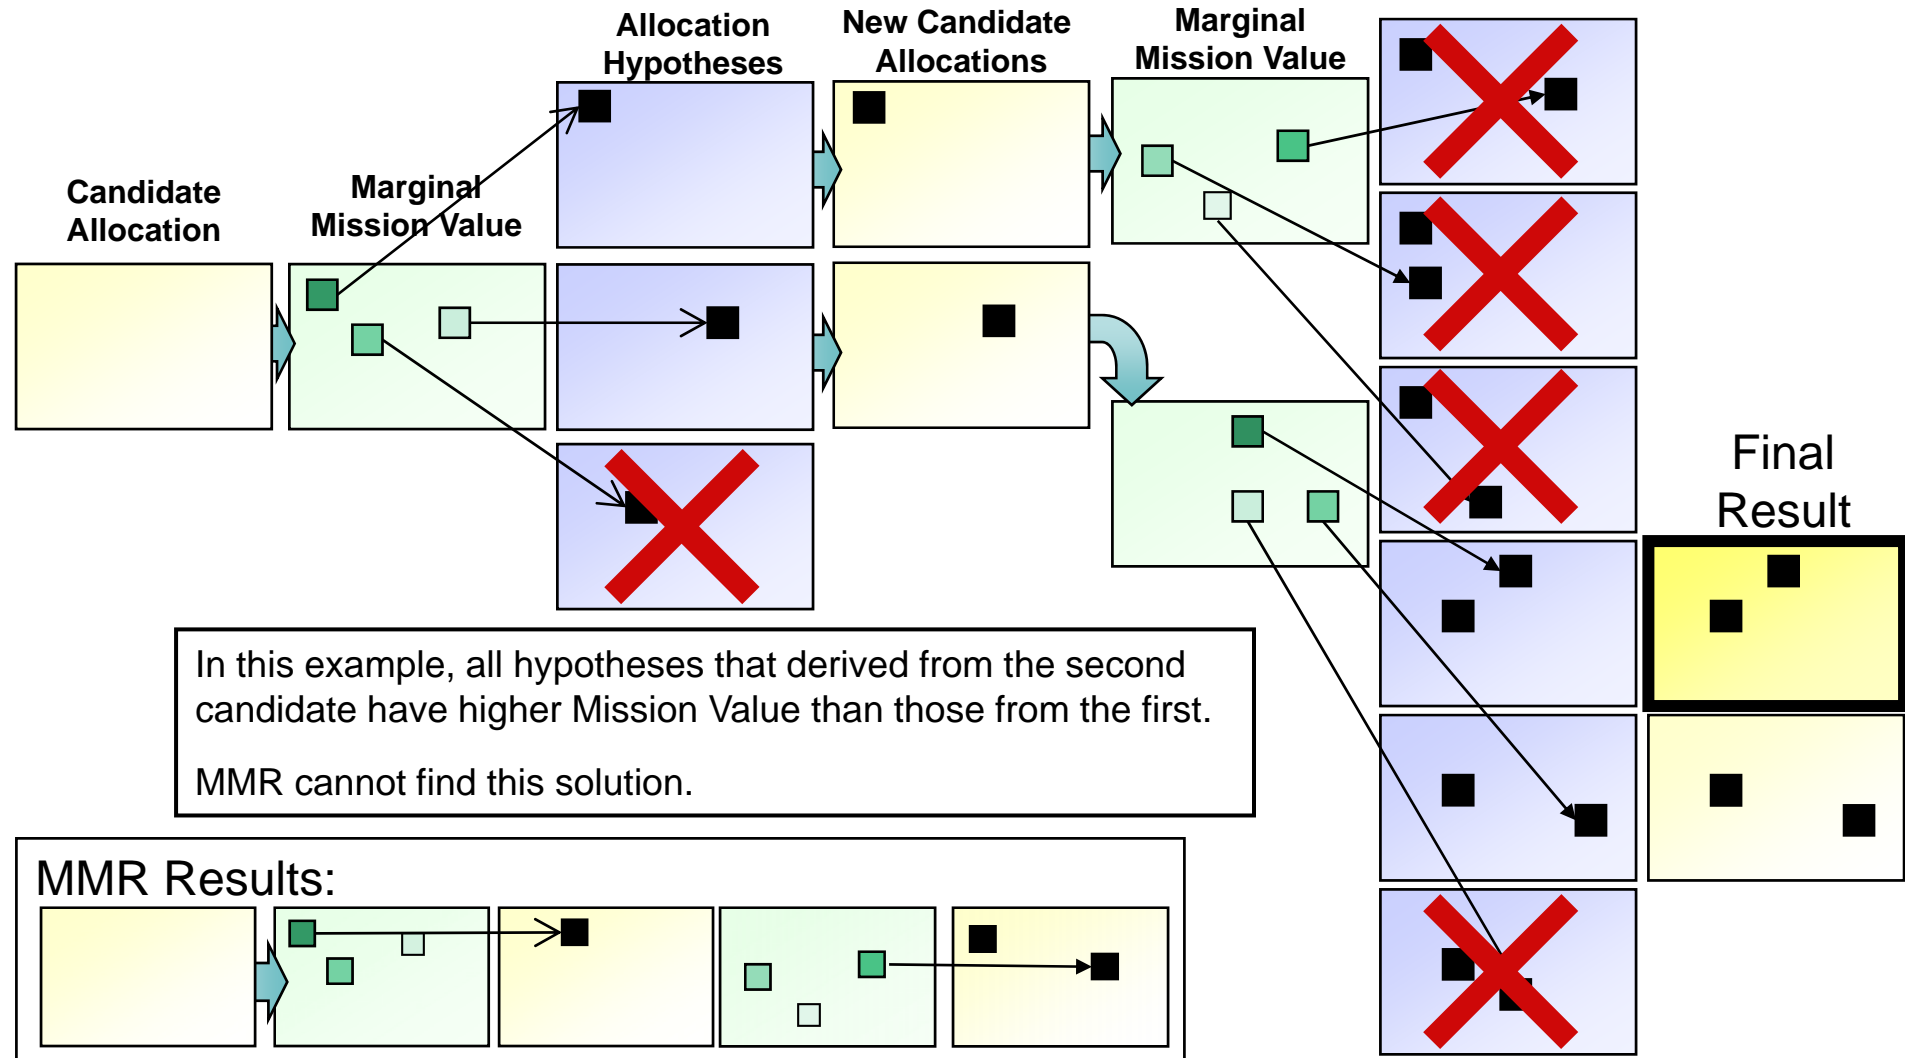 Candidate
Allocation
Marginal
Mission Value
Allocation
Hypotheses
New Candidate
Allocations
Marginal
Mission Value
Final
Result
In this example, all hypotheses that derived from the second
candidate have higher Mission Value than those from the first.
MMR cannot find this solution.
MMR Results: